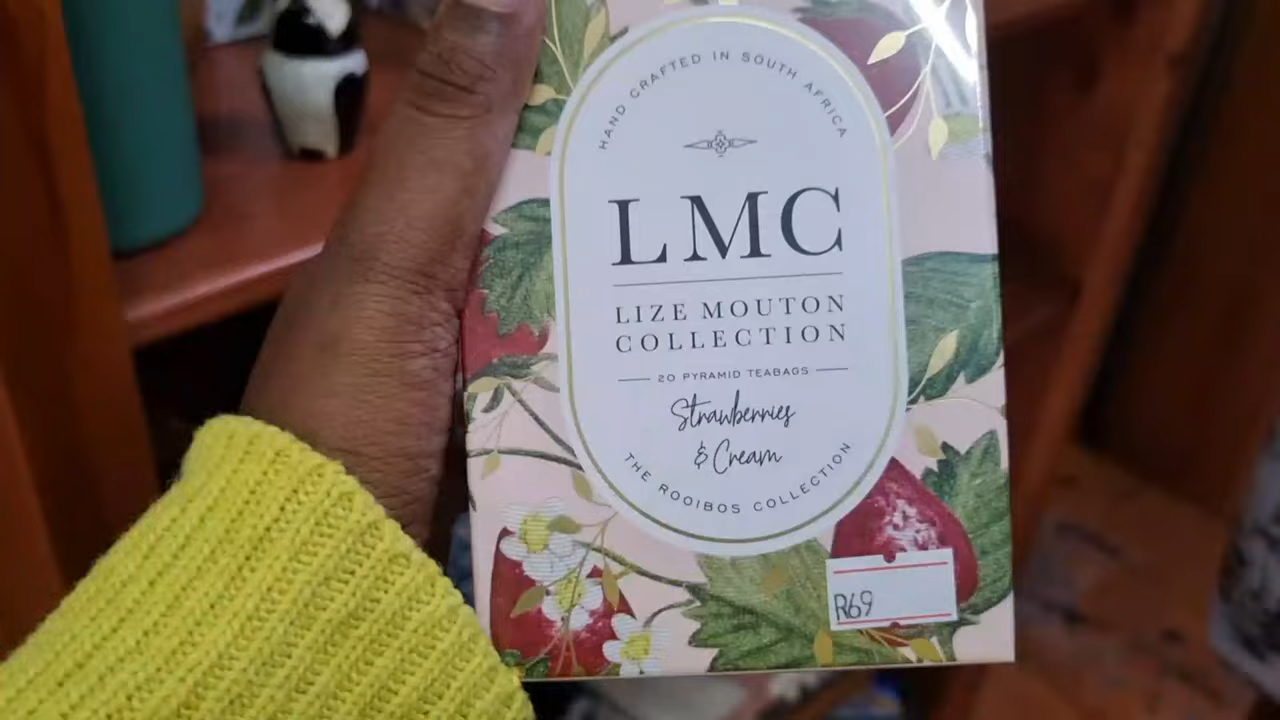 HAND CRAFTED IN SOUTH AFRICA
LMC
LIZE MOUTON
COLLECTION
20 PYRAMID TEABAGS
Strawberries
& Cream
THE ROOIBOS COLLECTION
R69